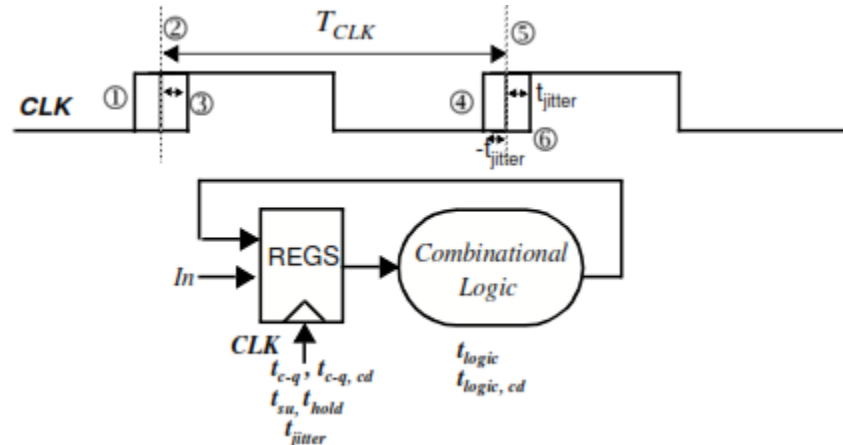 ② T_CLK ⑤
① ③ ④ t_jitter
CLK
⑥
-t_jitter
REGS
Combinational
Logic
In
CLK
t_c-q , t_c-q, cd
t_su, t_hold
t_jitter
t_logic
t_logic, cd